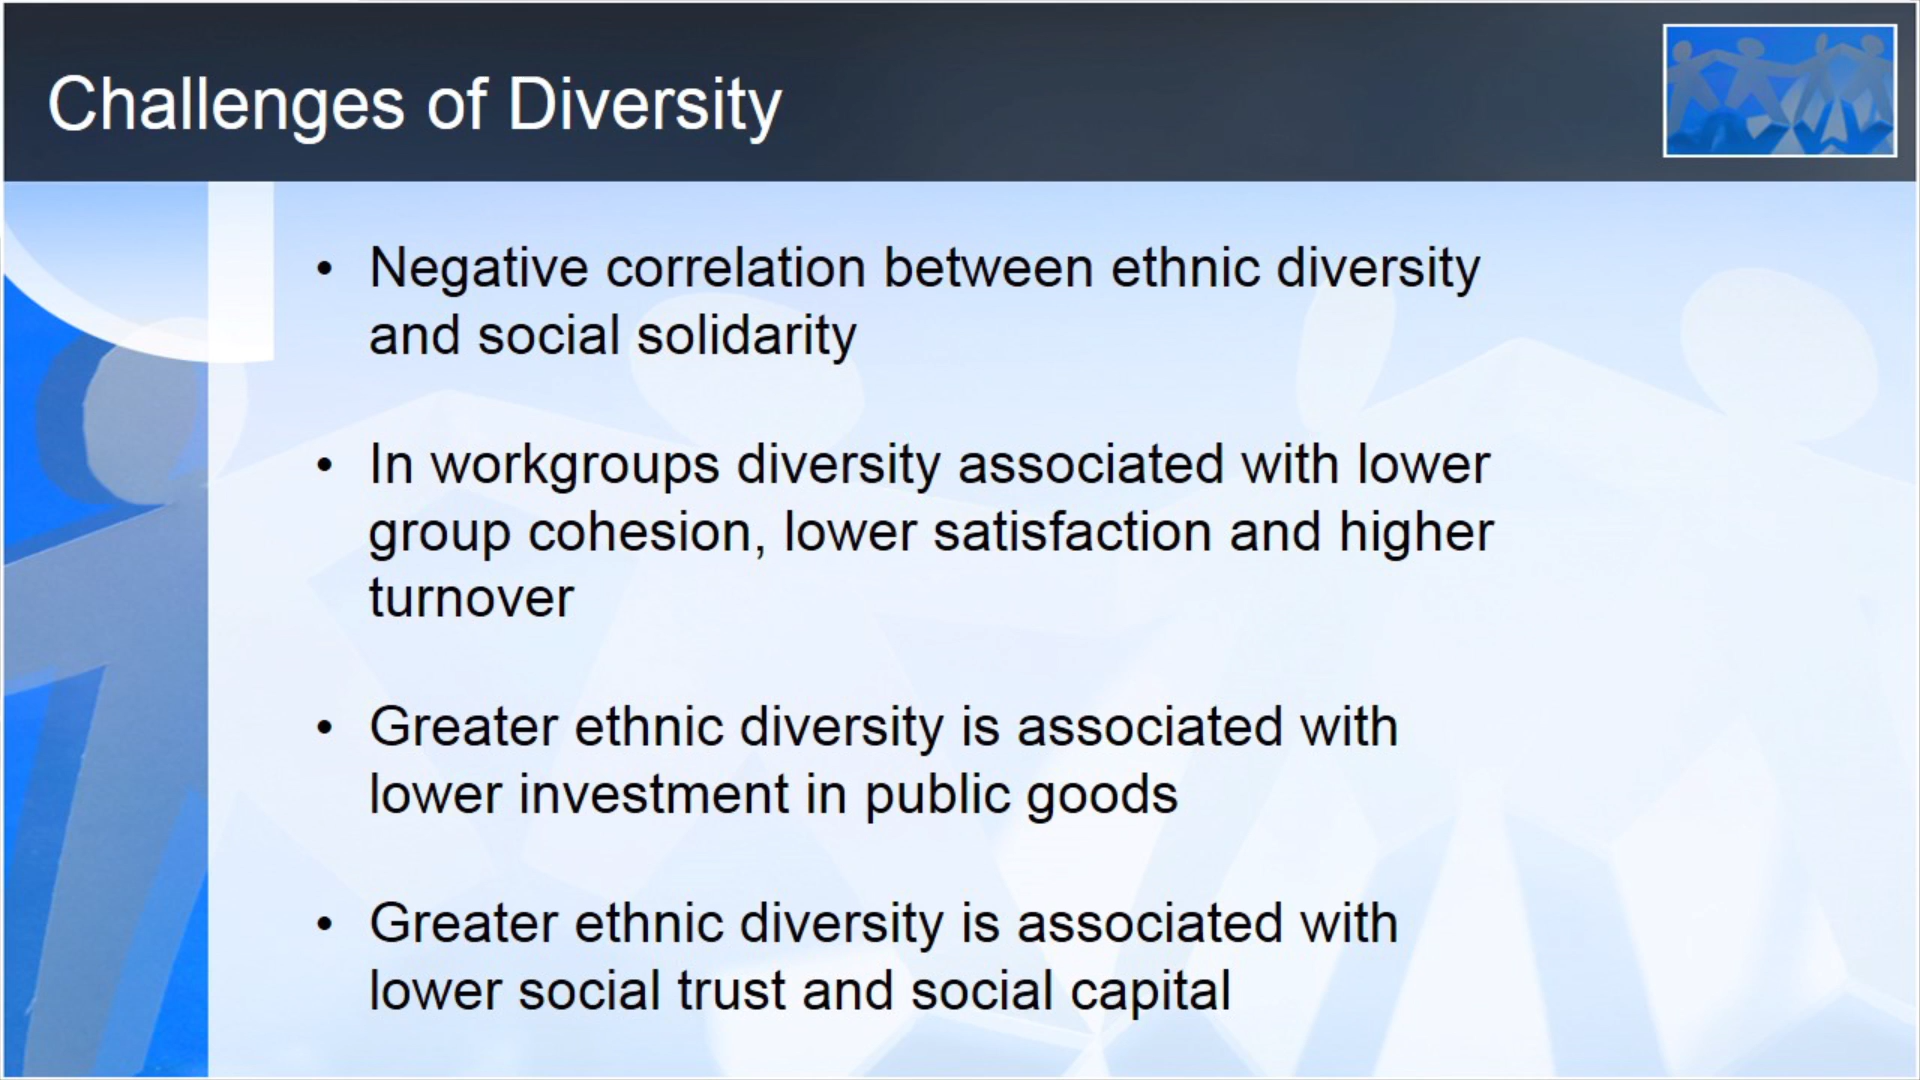 Challenges of Diversity
• Negative correlation between ethnic diversity
and social solidarity
• In workgroups diversity associated with lower
group cohesion, lower satisfaction and higher
turnover
• Greater ethnic diversity is associated with
lower investment in public goods
• Greater ethnic diversity is associated with
lower social trust and social capital